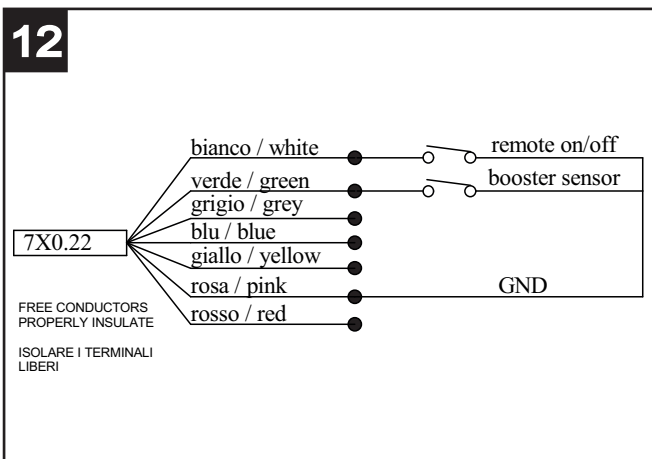 12
bianco / white
remote on/off
verde / green
booster sensor
grigio / grey
7X0.22
blu / blue
giallo / yellow
rosa / pink
GND
rosso / red
FREE CONDUCTORS
PROPERLY INSULATE
ISOLARE I TERMINALI
LIBERI